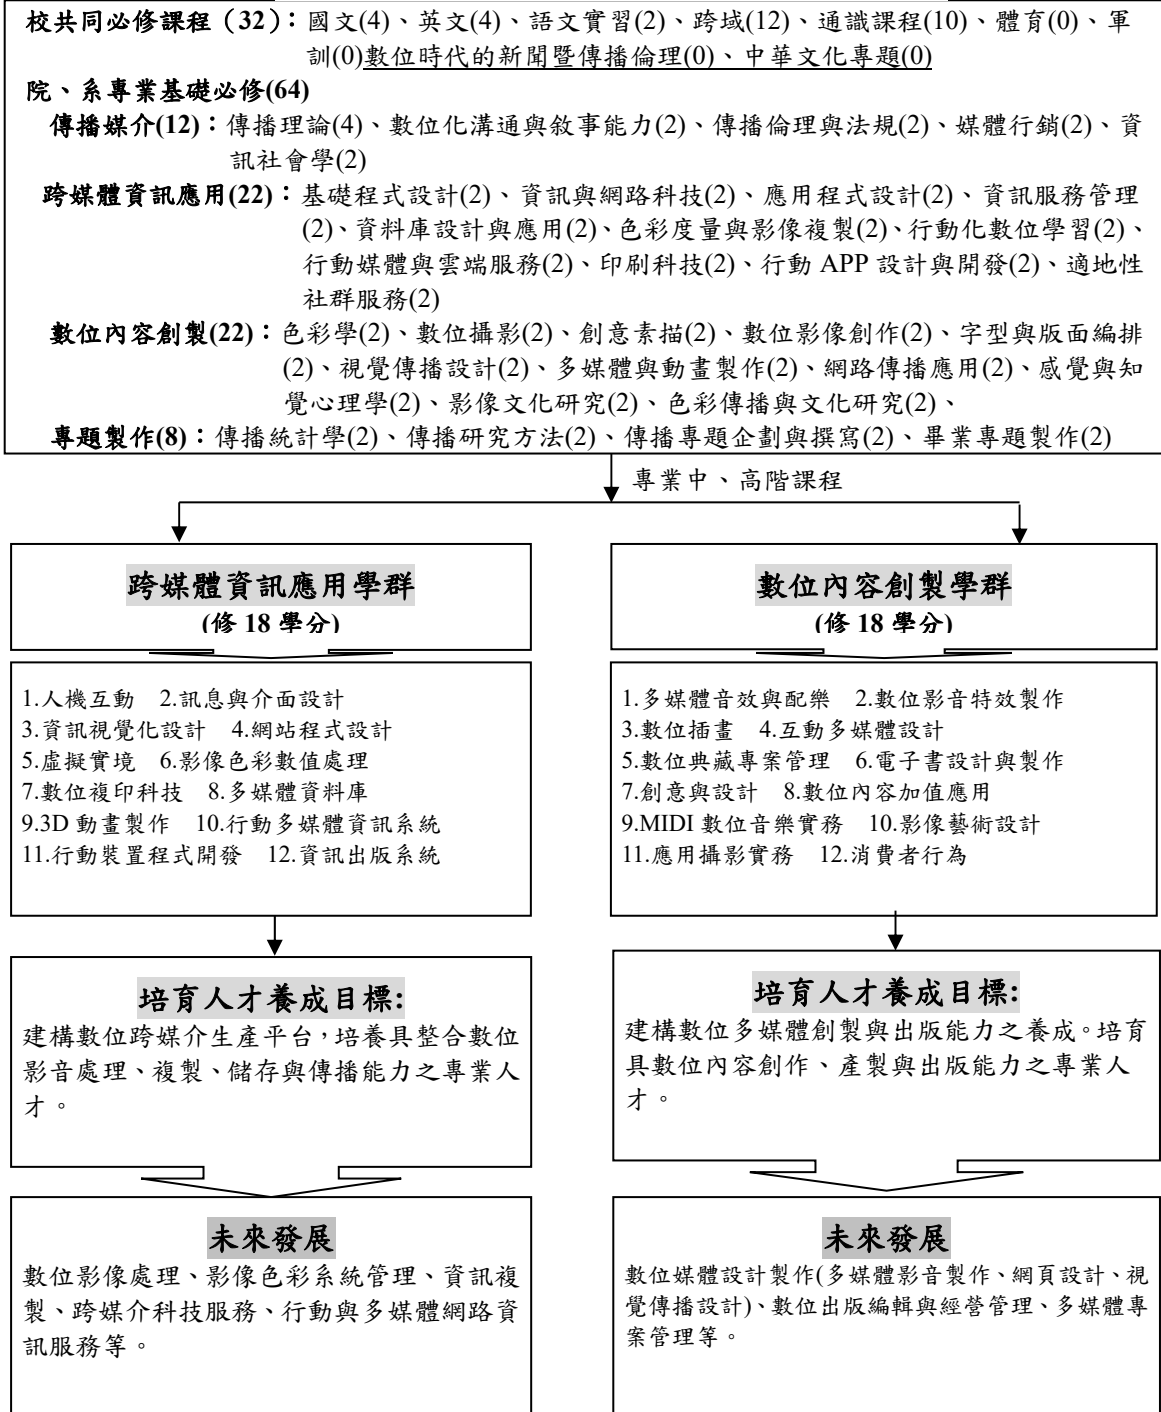 校共同必修課程（32）：國文(4)、英文(4)、語文實習(2)、跨域(12)、通識課程(10)、體育(0)、軍
訓(0)數位時代的新聞暨傳播倫理(0)、中華文化專題(0)
院、系專業基礎必修(64)
傳播媒介(12)：傳播理論(4)、數位化溝通與敘事能力(2)、傳播倫理與法規(2)、媒體行銷(2)、資
訊社會學(2)
跨媒體資訊應用(22)：基礎程式設計(2)、資訊與網路科技(2)、應用程式設計(2)、資訊服務管理
(2)、資料庫設計與應用(2)、色彩度量與影像複製(2)、行動化數位學習(2)、
行動媒體與雲端服務(2)、印刷科技(2)、行動 APP 設計與開發(2)、適地性
社群服務(2)
數位內容創製(22)：色彩學(2)、數位攝影(2)、創意素描(2)、數位影像創作(2)、字型與版面編排
(2)、視覺傳播設計(2)、多媒體與動畫製作(2)、網路傳播應用(2)、感覺與知
覺心理學(2)、影像文化研究(2)、色彩傳播與文化研究(2)、
專題製作(8)：傳播統計學(2)、傳播研究方法(2)、傳播專題企劃與撰寫(2)、畢業專題製作(2)
專業中、高階課程
跨媒體資訊應用學群
(修 18 學分)
1.人機互動 2.訊息與介面設計
3.資訊視覺化設計 4.網站程式設計
5.虛擬實境 6.影像色彩數值處理
7.數位複印科技 8.多媒體資料庫
9.3D 動畫製作 10.行動多媒體資訊系統
11.行動裝置程式開發 12.資訊出版系統
培育人才養成目標:
建構數位跨媒介生產平台，培養具整合數位
影音處理、複製、儲存與傳播能力之專業人
才。
未來發展
數位影像處理、影像色彩系統管理、資訊複
製、跨媒介科技服務、行動與多媒體網路資
訊服務等。
數位內容創製學群
(修 18 學分)
1.多媒體音效與配樂 2.數位影音特效製作
3.數位插畫 4.互動多媒體設計
5.數位典藏專案管理 6.電子書設計與製作
7.創意與設計 8.數位內容加值應用
9.MIDI 數位音樂實務 10.影像藝術設計
11.應用攝影實務 12.消費者行為
培育人才養成目標:
建構數位多媒體創製與出版能力之養成。培育
具數位內容創作、產製與出版能力之專業人
才。
未來發展
數位媒體設計製作(多媒體影音製作、網頁設計、視
覺傳播設計)、數位出版編輯與經營管理、多媒體專
案管理等。